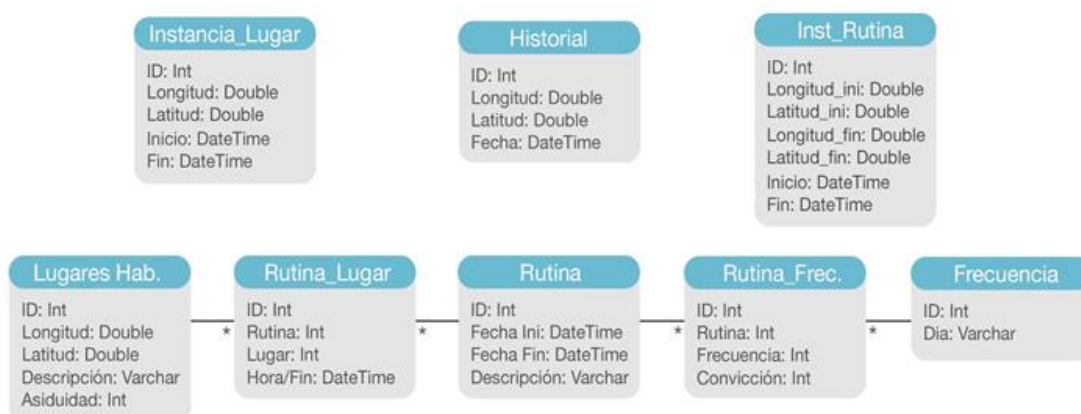 Instancia_Lugar
ID: Int
Longitud: Double
Latitud: Double
Inicio: DateTime
Fin: DateTime
Historial
ID: Int
Longitud: Double
Latitud: Double
Fecha: DateTime
Inst_Rutina
ID: Int
Longitud_ini: Double
Latitud_ini: Double
Longitud_fin: Double
Latitud_fin: Double
Inicio: DateTime
Fin: DateTime
Lugares Hab.
ID: Int
Longitud: Double
Latitud: Double
Descripción: Varchar
Asiduidad: Int
*
Rutina_Lugar
ID: Int
Rutina: Int
Lugar: Int
Hora/Fin: DateTime
*
Rutina
ID: Int
Fecha Ini: DateTime
Fecha Fin: DateTime
Descripción: Varchar
*
Rutina_Frec.
ID: Int
Rutina: Int
Frecuencia: Int
Convicción: Int
*
Frecuencia
ID: Int
Dia: Varchar